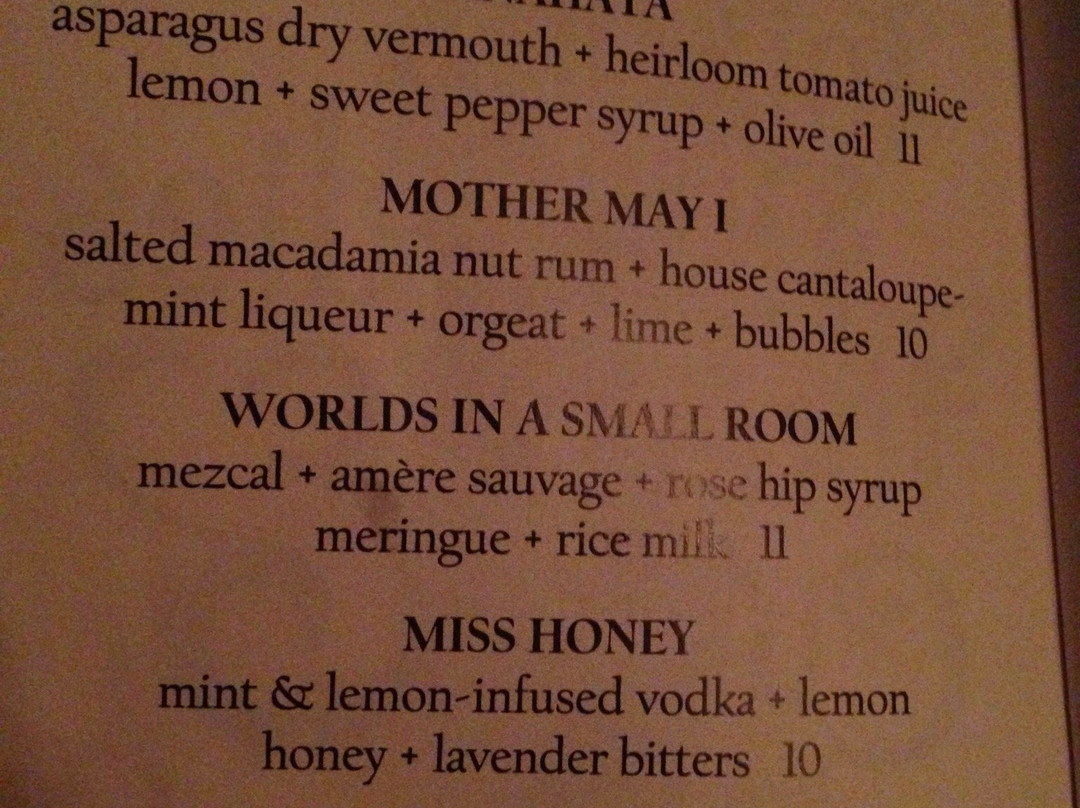 asparagus dry vermouth + heirloom tomato juice
lemon + sweet pepper syrup + olive oil 11
MOTHER MAY I
salted macadamia nut rum + house cantaloupe-
mint liqueur + orgeat + lime + bubbles 10
WORLDS IN A SMALL ROOM
mezcal + amère sauvage + rose hip syrup
meringue + rice milk 11
MISS HONEY
mint & lemon-infused vodka + lemon
honey + lavender bitters 10